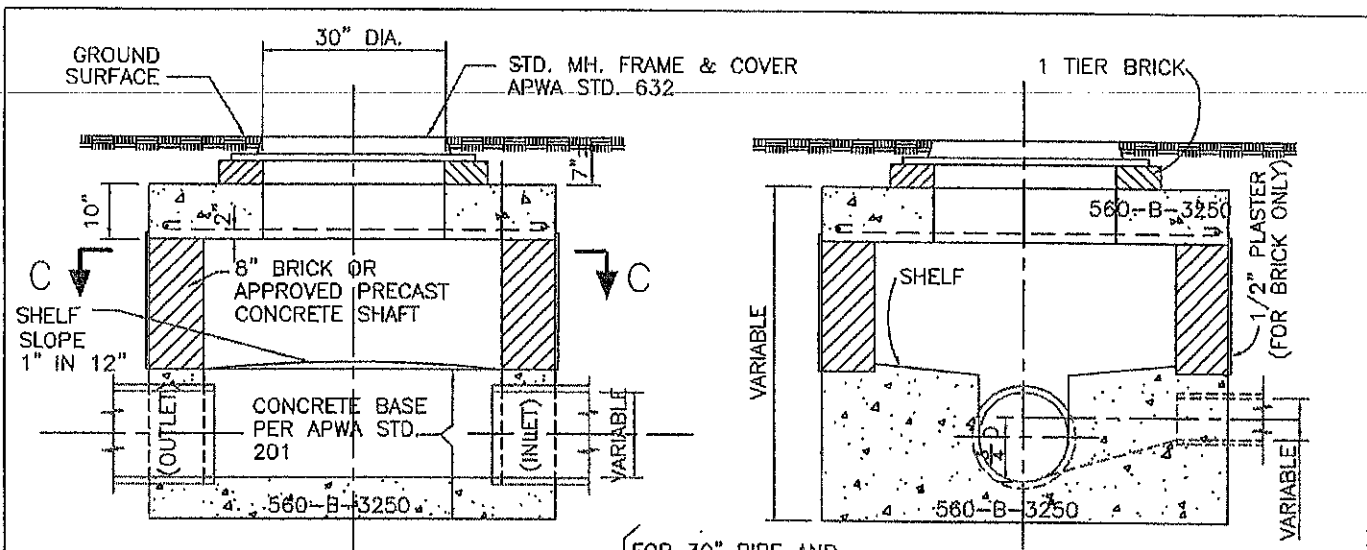 30" DIA.
GROUND
SURFACE
STD. MH. FRAME & COVER
APWA STD. 632
1 TIER BRICK
7"
10"
2"
560-B-3250
1/2" PLASTER
(FOR BRICK ONLY)
C
C
8" BRICK OR
APPROVED PRECAST
CONCRETE SHAFT
SHELF
SHELF
SLOPE
1" IN 12"
VARIABLE
(OUTLET)
CONCRETE BASE
PER APWA STD.
201
(INLET)
VARIABLE
560-B-3250
560-B-3250
VARIABLE
FOR 30" PIPE AND